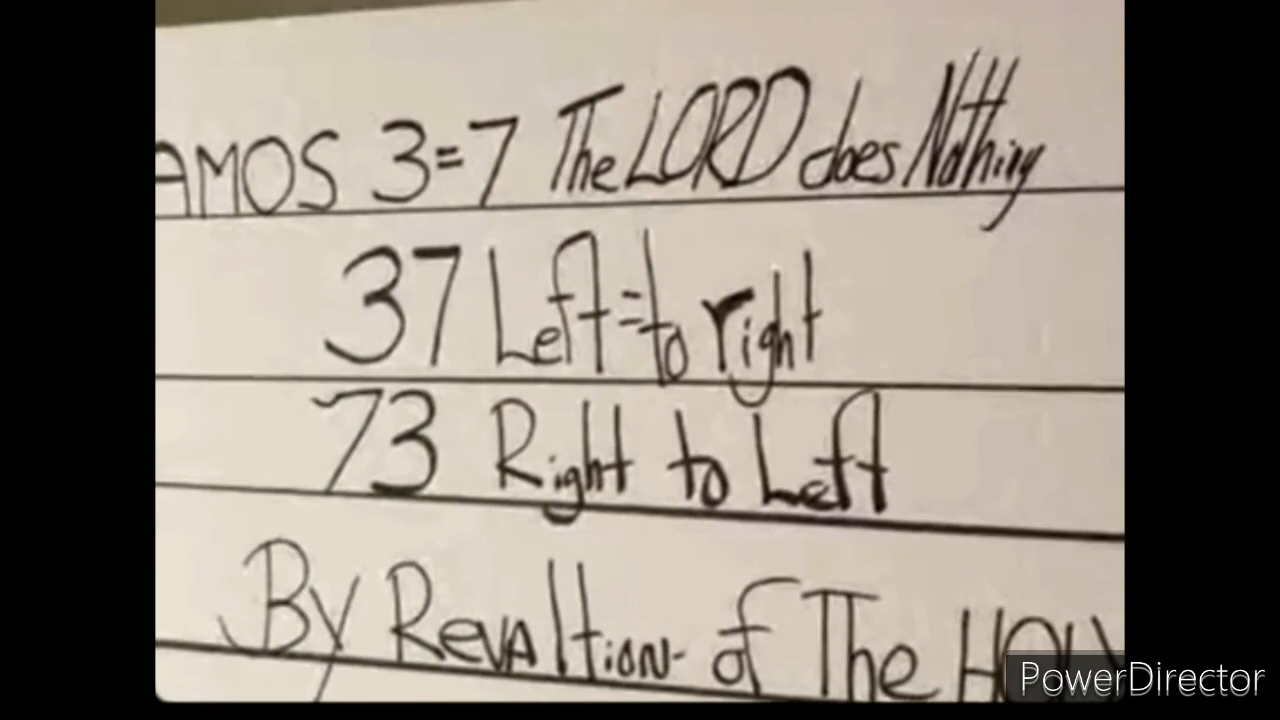 AMOS 3=7 The LORD does Nothing
37 Left=to right
73 Right to Left
By Revaltion- of The HOLY
PowerDirector